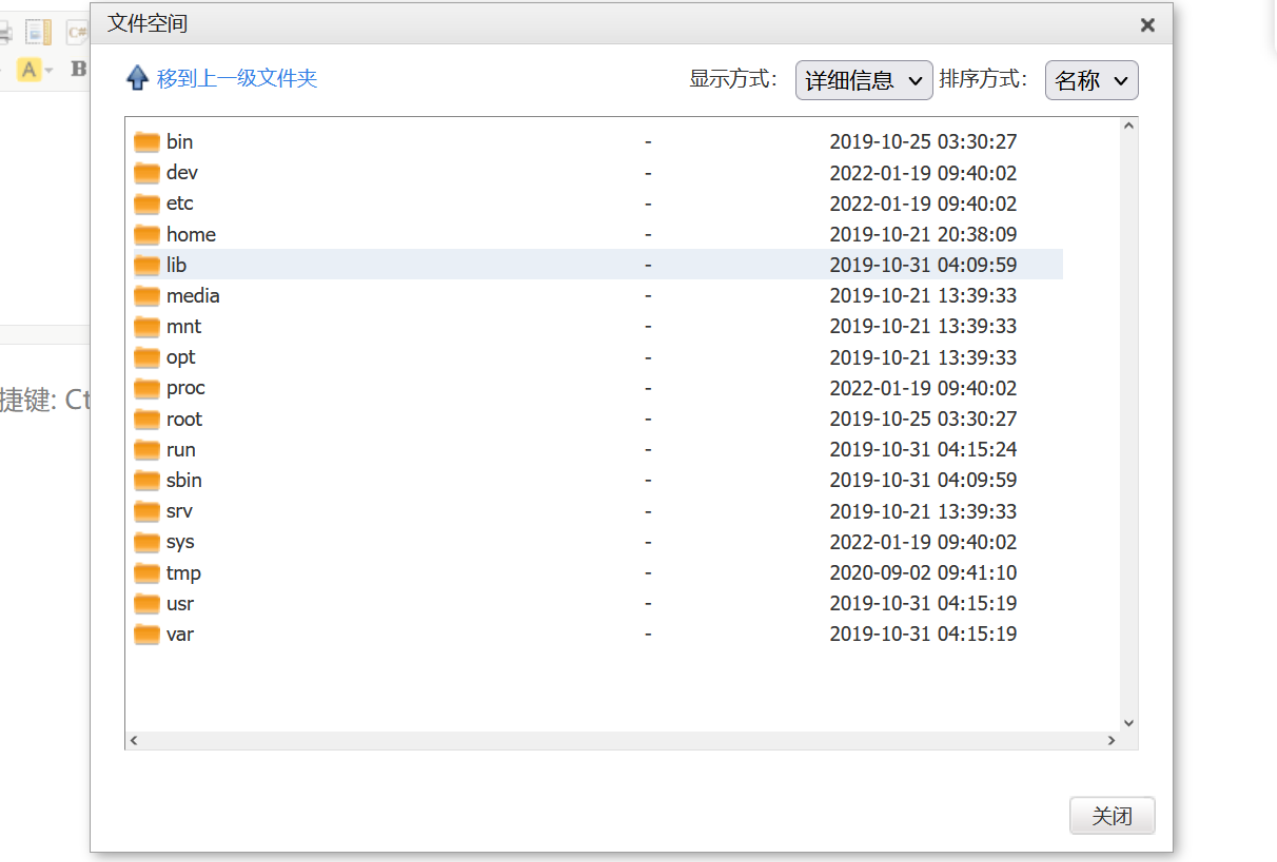 文件空间
C#
移到上一级文件夹 显示方式: 详细信息 排序方式: 名称
A B
bin - 2019-10-25 03:30:27
dev - 2022-01-19 09:40:02
etc - 2022-01-19 09:40:02
home - 2019-10-21 20:38:09
lib - 2019-10-31 04:09:59
media - 2019-10-21 13:39:33
mnt - 2019-10-21 13:39:33
opt - 2019-10-21 13:39:33
proc - 2022-01-19 09:40:02
捷键: Ct
root - 2019-10-25 03:30:27
run - 2019-10-31 04:15:24
sbin - 2019-10-31 04:09:59
srv - 2019-10-21 13:39:33
sys - 2022-01-19 09:40:02
tmp - 2020-09-02 09:41:10
usr - 2019-10-31 04:15:19
var - 2019-10-31 04:15:19
关闭